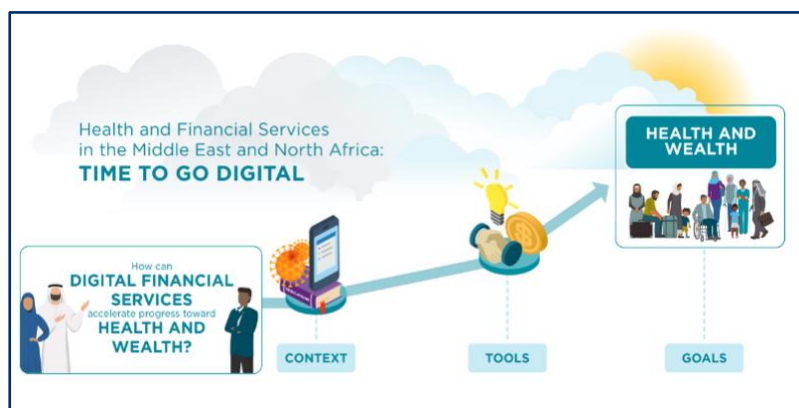 Health and Financial Services
in the Middle East and North Africa:
TIME TO GO DIGITAL
How can
DIGITAL FINANCIAL
SERVICES
accelerate progress toward
HEALTH AND
WEALTH?
CONTEXT
TOOLS
HEALTH AND
WEALTH
GOALS